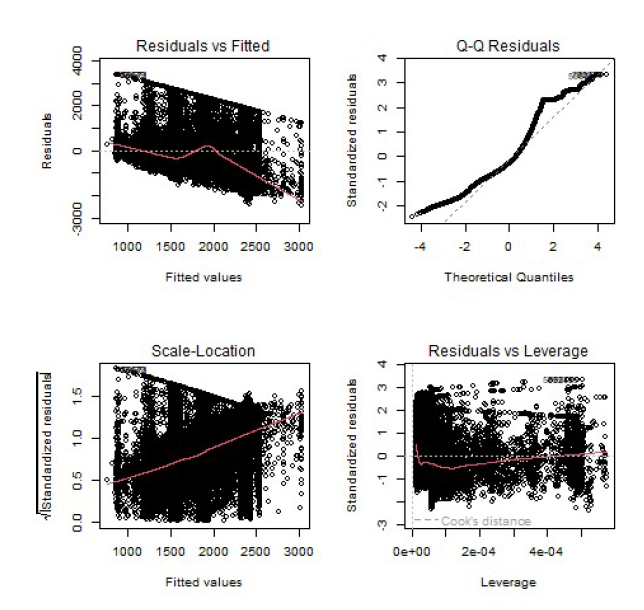 Residuals vs Fitted
Residuals
-3000 0 2000 4000
1000 1500 2000 2500 3000
Fitted values
Q-Q Residuals
Standardized residuals
-2 -1 0 1 2 3 4
-4 -2 0 2 4
Theoretical Quantiles
Scale-Location
√|Standardized residuals|
0.0 0.5 1.0 1.5
1000 1500 2000 2500 3000
Fitted values
Residuals vs Leverage
Standardized residuals
-3 -1 0 1 2 3 4
Cook's distance
0e+00 2e-04 4e-04
Leverage